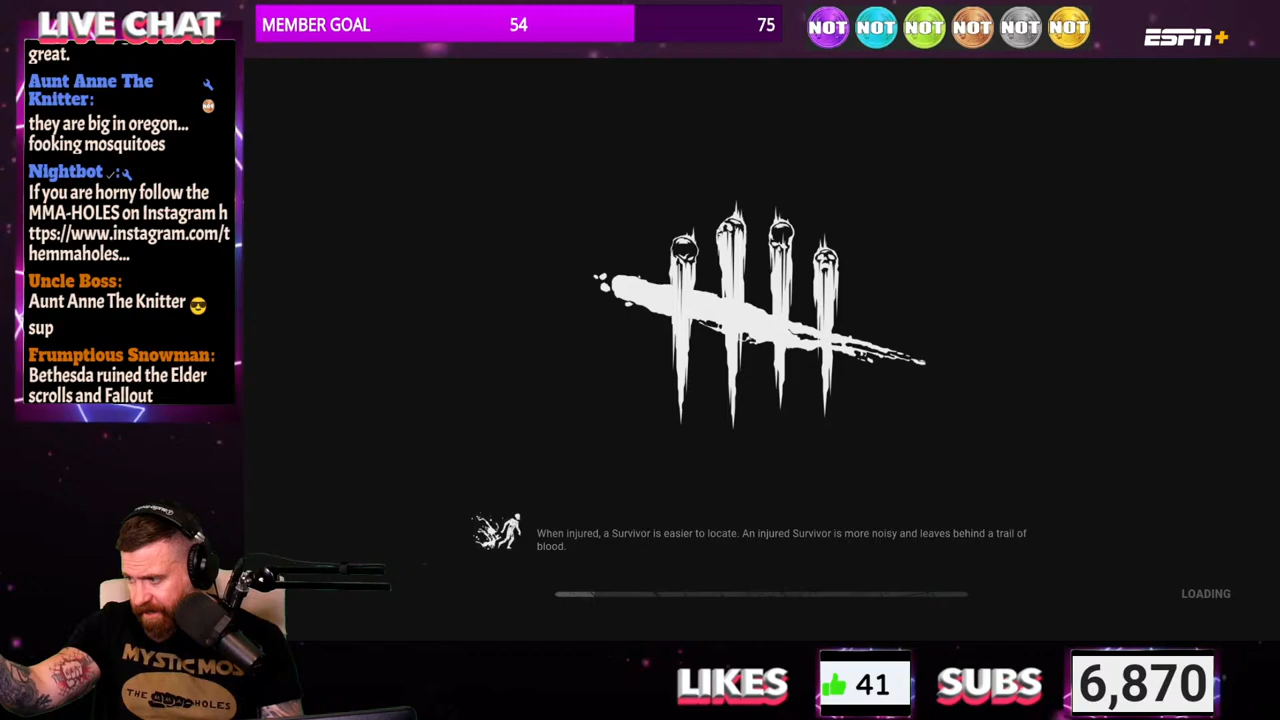 LIVE CHAT
great.
Aunt Anne The
Knitter:
they are big in oregon...
fooking mosquitoes
Nightbot
If you are horny follow the
MMA-HOLES on Instagram h
ttps://www.instagram.com/t
hemmaholes...
Uncle Boss:
Aunt Anne The Knitter
sup
Frumptious Snowman:
Bethesda ruined the Elder
scrolls and Fallout
MEMBER GOAL 54 75
NOT NOT NOT NOT NOT NOT
ESPN+
When injured, a Survivor is easier to locate. An injured Survivor is more noisy and leaves behind a trail of
blood.
LOADING
MYSTIC MOS
THE HOLES
LIKES 41 SUBS 6,870